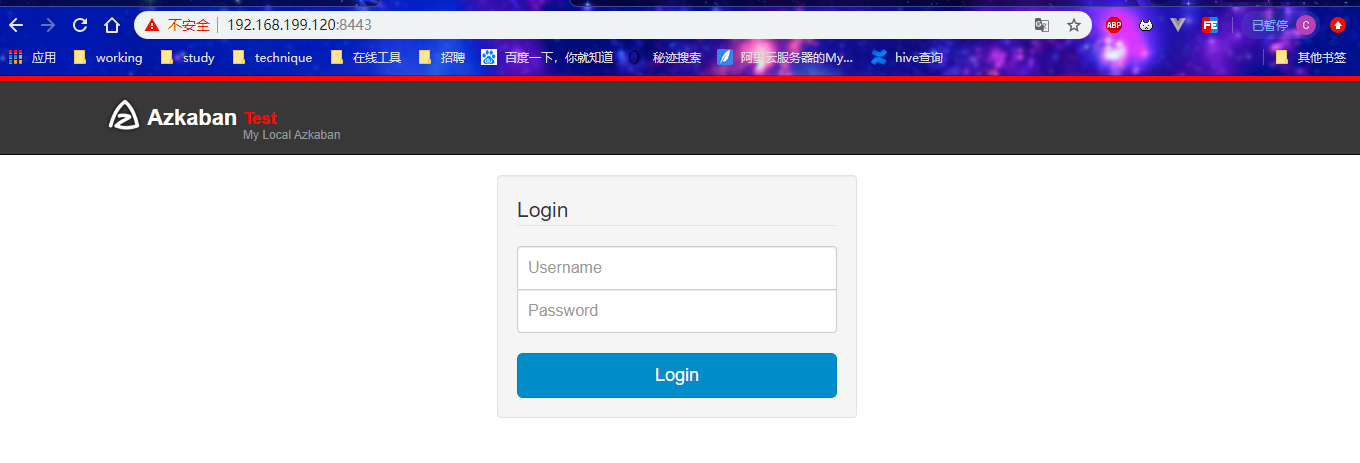 不安全 192.168.199.120:8443 ABP FE 已暂停 C
应用 working study technique 在线工具 招聘 百度一下，你就知道 秘迹搜索 阿里云服务器的My... hive查询 其他书签
Azkaban Test
My Local Azkaban
Login
Username
Password
Login